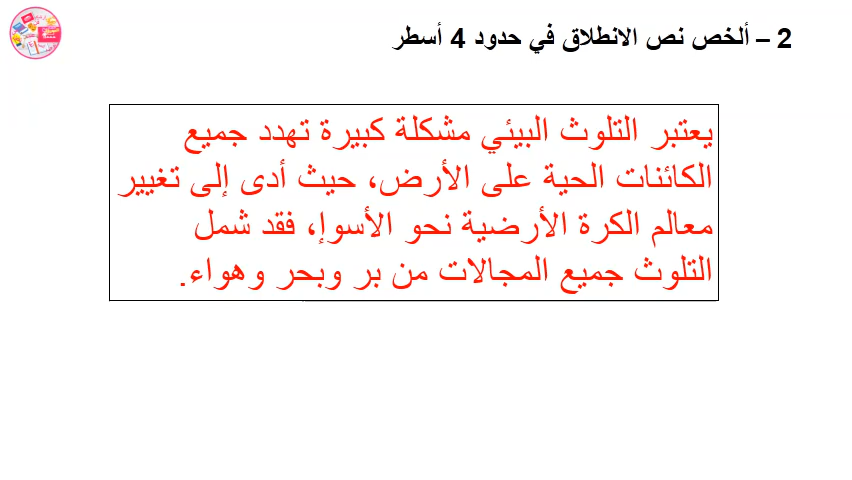 2 – ألخص نص الانطلاق في حدود 4 أسطر
يعتبر التلوث البيئي مشكلة كبيرة تهدد جميع
الكائنات الحية على الأرض، حيث أدى إلى تغيير
معالم الكرة الأرضية نحو الأسوإ، فقد شمل
التلوث جميع المجالات من بر وبحر وهواء.